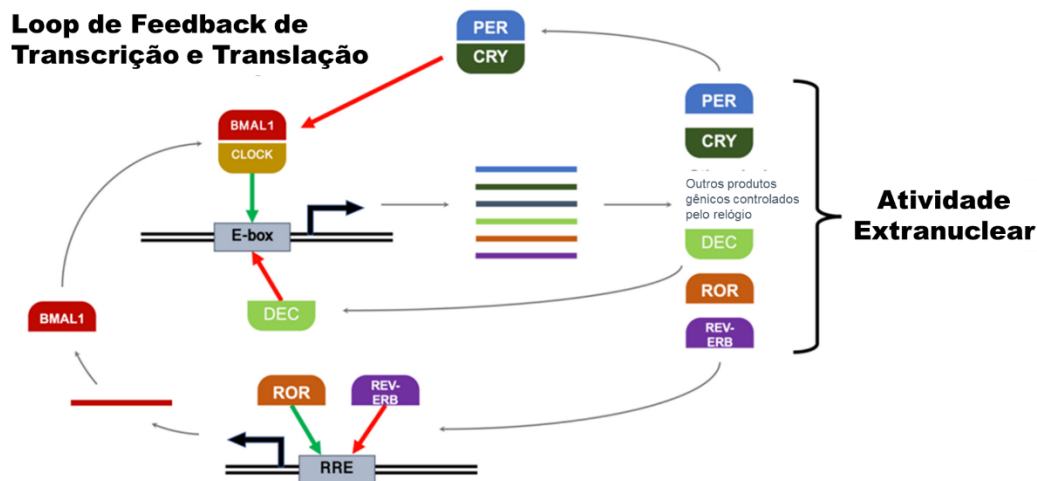 Loop de Feedback de
Transcrição e Translação
PER
CRY
BMAL1
CLOCK
E-box
DEC
PER
CRY
Outros produtos
gênicos controlados
pelo relógio
DEC
ROR
REV-
ERB
Atividade
Extranuclear
BMAL1
ROR
REV-
ERB
RRE